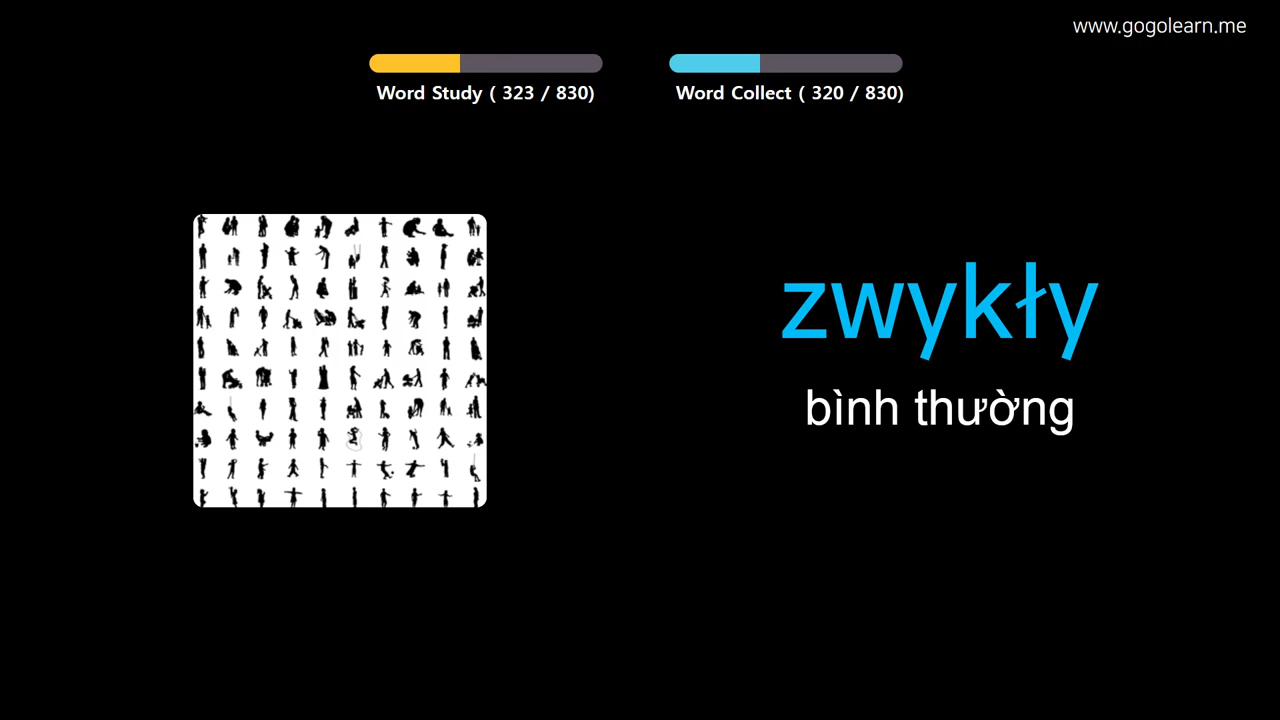 www.gogolearn.me
Word Study ( 323 / 830)
Word Collect ( 320 / 830)
zwykły
bình thường